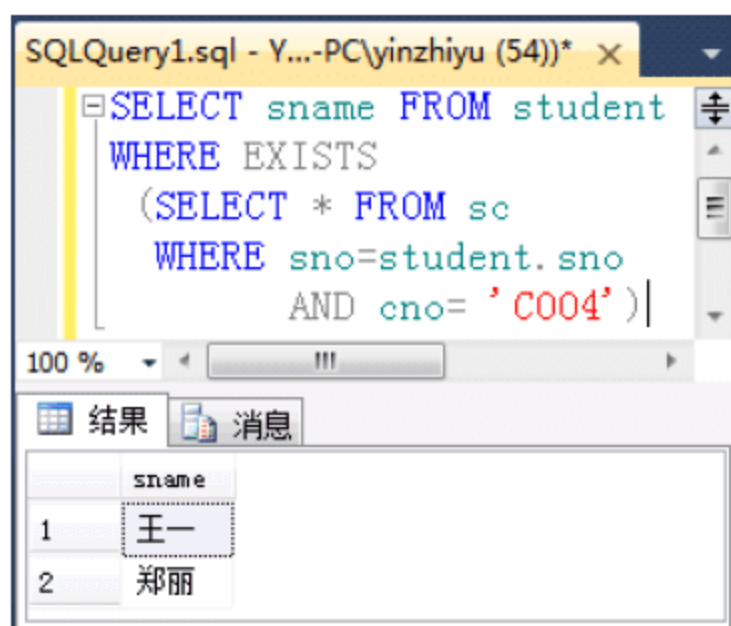 SQLQuery1.sql - Y...-PC\yinzhiyu (54))*
SELECT sname FROM student
WHERE EXISTS
(SELECT * FROM sc
WHERE sno=student.sno
AND cno= 'C004')
100 %
结果 消息
sname
1 王一
2 郑丽